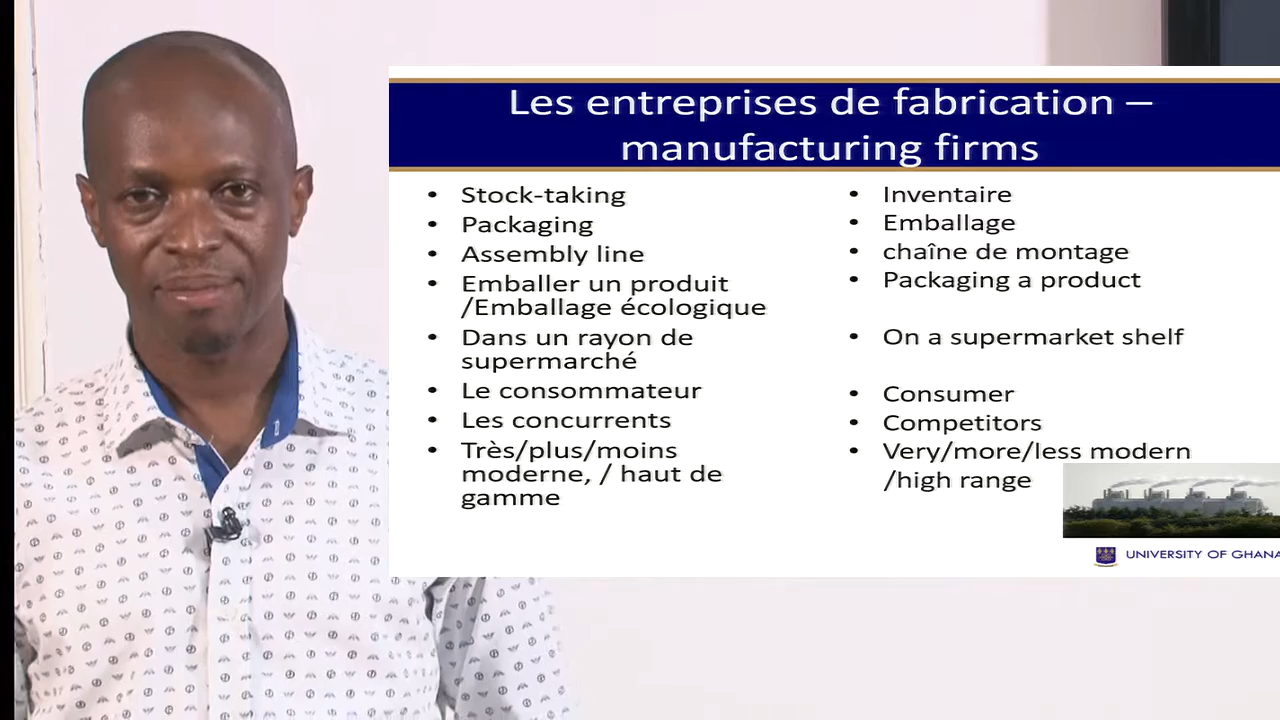 Les entreprises de fabrication –
manufacturing firms
• Stock-taking
• Packaging
• Assembly line
• Emballer un produit
/Emballage écologique
• Dans un rayon de
supermarché
• Le consommateur
• Les concurrents
• Très/plus/moins
moderne, / haut de
gamme
• Inventaire
• Emballage
• chaîne de montage
• Packaging a product
• On a supermarket shelf
• Consumer
• Competitors
• Very/more/less modern
/high range
UNIVERSITY OF GHANA